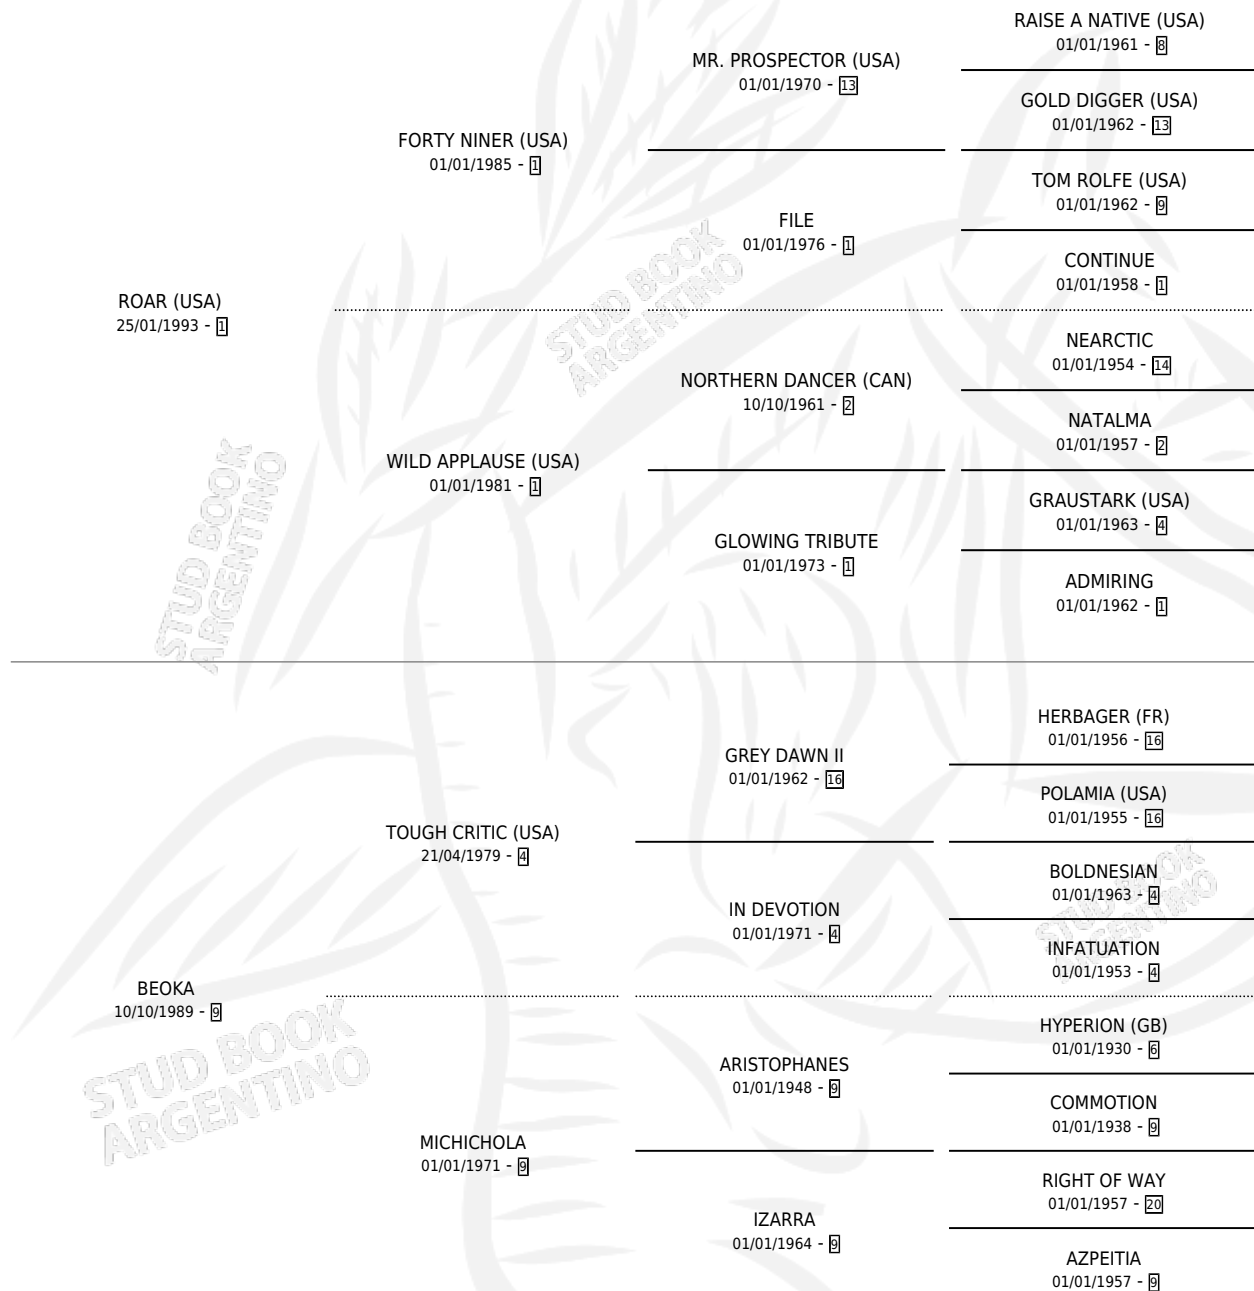 RAISE A NATIVE (USA)
01/01/1961 - 8
MR. PROSPECTOR (USA)
01/01/1970 - 13
GOLD DIGGER (USA)
01/01/1962 - 13
FORTY NINER (USA)
01/01/1985 - 1
TOM ROLFE (USA)
01/01/1962 - 9
FILE
01/01/1976 - 1
CONTINUE
01/01/1958 - 1
ROAR (USA)
25/01/1993 - 1
NEARCTIC
01/01/1954 - 14
NORTHERN DANCER (CAN)
10/10/1961 - 2
NATALMA
01/01/1957 - 2
WILD APPLAUSE (USA)
01/01/1981 - 1
GRAUSTARK (USA)
01/01/1963 - 4
GLOWING TRIBUTE
01/01/1973 - 1
ADMIRING
01/01/1962 - 1
HERBAGER (FR)
01/01/1956 - 16
GREY DAWN II
01/01/1962 - 16
POLAMIA (USA)
01/01/1955 - 16
TOUGH CRITIC (USA)
21/04/1979 - 4
BOLDNESIAN
01/01/1963 - 4
IN DEVOTION
01/01/1971 - 4
INFATUATION
01/01/1953 - 4
BEOKA
10/10/1989 - 9
HYPERION (GB)
01/01/1930 - 6
ARISTOPHANES
01/01/1948 - 9
COMMOTION
01/01/1938 - 9
MICHICHOLA
01/01/1971 - 9
RIGHT OF WAY
01/01/1957 - 20
IZARRA
01/01/1964 - 9
AZPEITIA
01/01/1957 - 9
STUD BOOK
ARGENTINO
STUD BOOK
ARGENTINO
STUD BOOK
ARGENTINO
STUD BOOK
ARGENTINO